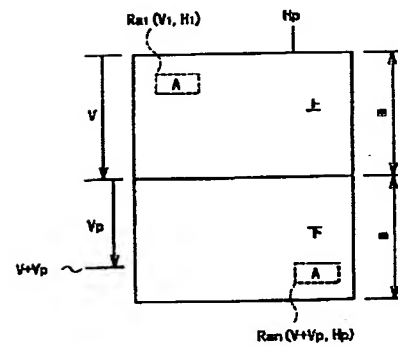 Ra1(V1, H1)
Hp
A
V
上
m
Vp
下
m
V+Vp
A
Ran(V+Vp, Hp)